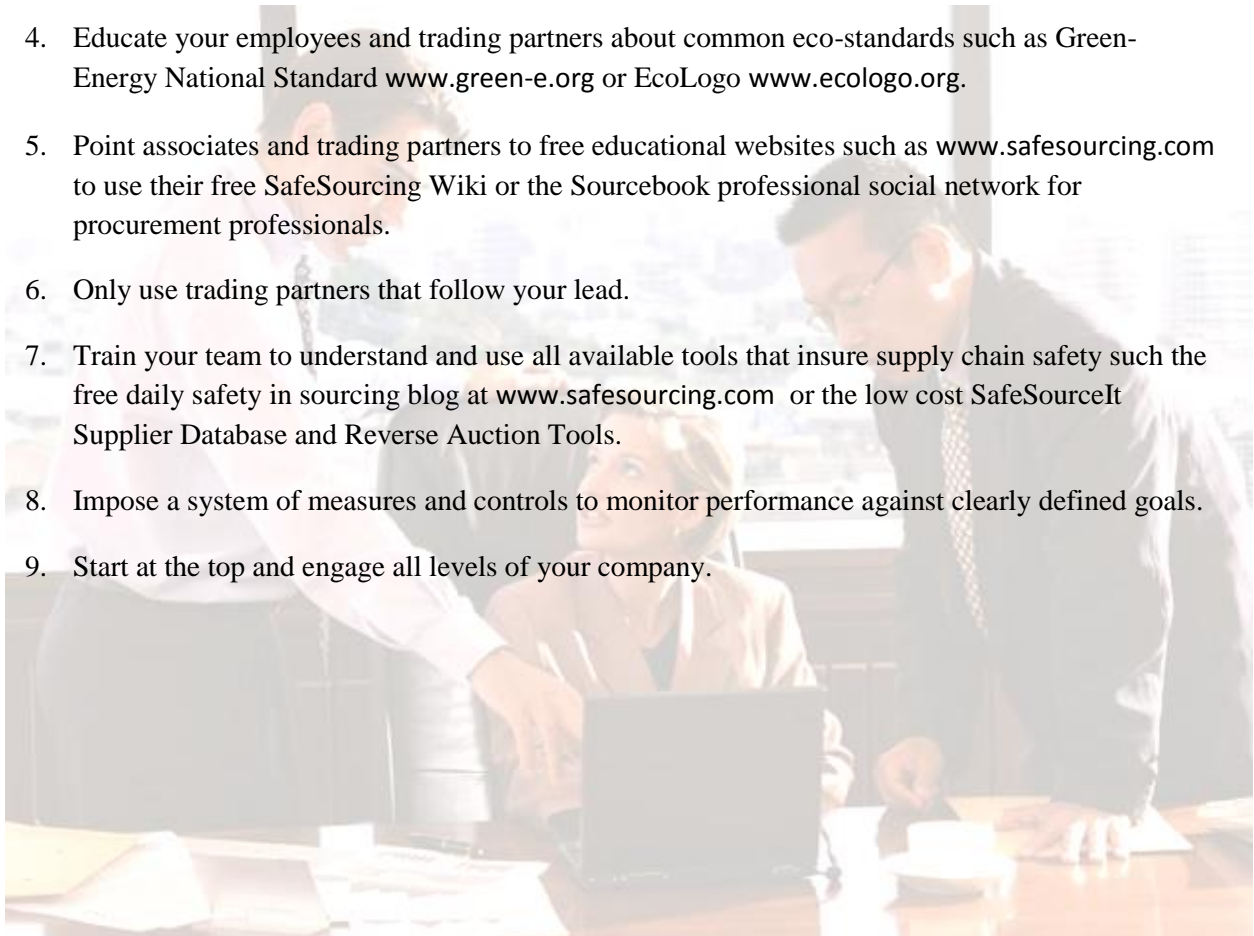 4. Educate your employees and trading partners about common eco-standards such as Green-
Energy National Standard www.green-e.org or EcoLogo www.ecologo.org.
5. Point associates and trading partners to free educational websites such as www.safesourcing.com
to use their free SafeSourcing Wiki or the Sourcebook professional social network for
procurement professionals.
6. Only use trading partners that follow your lead.
7. Train your team to understand and use all available tools that insure supply chain safety such the
free daily safety in sourcing blog at www.safesourcing.com or the low cost SafeSourceIt
Supplier Database and Reverse Auction Tools.
8. Impose a system of measures and controls to monitor performance against clearly defined goals.
9. Start at the top and engage all levels of your company.